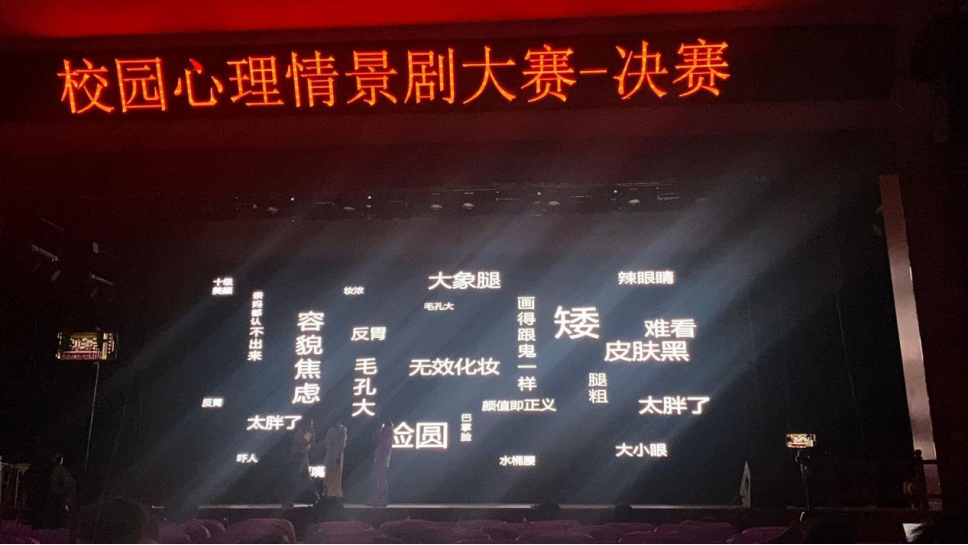 校园心理情景剧大赛-决赛
十级
美颜
亲妈都认不出来
容貌焦虑
妆浓
反胃
毛孔大
大象腿
毛孔大
画得跟鬼一样
辣眼睛
矮
难看
皮肤黑
无效化妆
腿粗
颜值即正义
太胖了
反胃
太胖了
脸圆
巴掌脸
吓人
水桶腰
大小眼